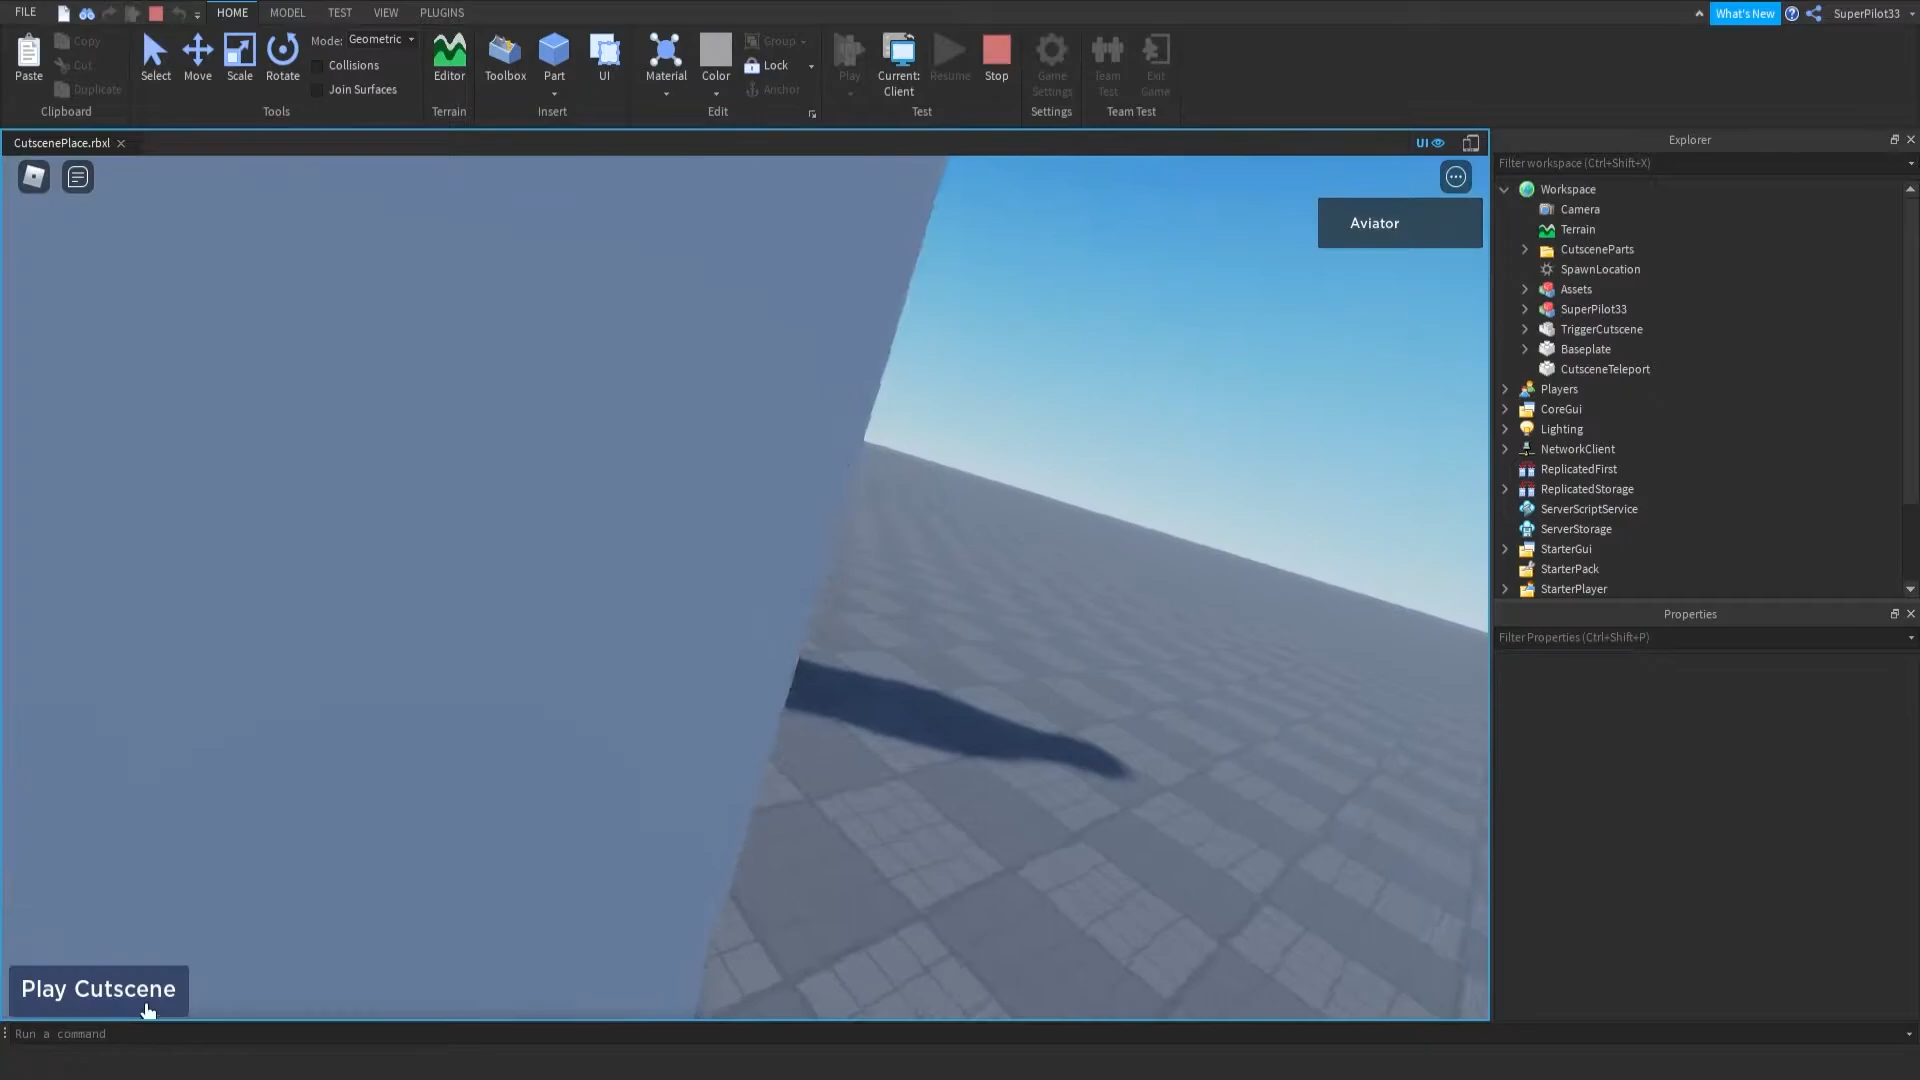 FILE HOME MODEL TEST VIEW PLUGINS What's New SuperPilot33
Paste Copy Cut Duplicate Clipboard
Select Move Scale Rotate Mode: Geometric Collisions Join Surfaces Tools
Editor Terrain
Toolbox Part UI Insert
Material Color Group Lock Anchor Edit
Play Current: Client Resume Stop Test
Game Settings Settings
Team Test Exit Game Team Test
CutscenePlace.rbxl UI
Aviator
Play Cutscene
Run a command
Explorer
Filter workspace (Ctrl+Shift+X)
Workspace
Camera
Terrain
CutsceneParts
SpawnLocation
Assets
SuperPilot33
TriggerCutscene
Baseplate
CutsceneTeleport
Players
CoreGui
Lighting
NetworkClient
ReplicatedFirst
ReplicatedStorage
ServerScriptService
ServerStorage
StarterGui
StarterPack
StarterPlayer
Properties
Filter Properties (Ctrl+Shift+P)